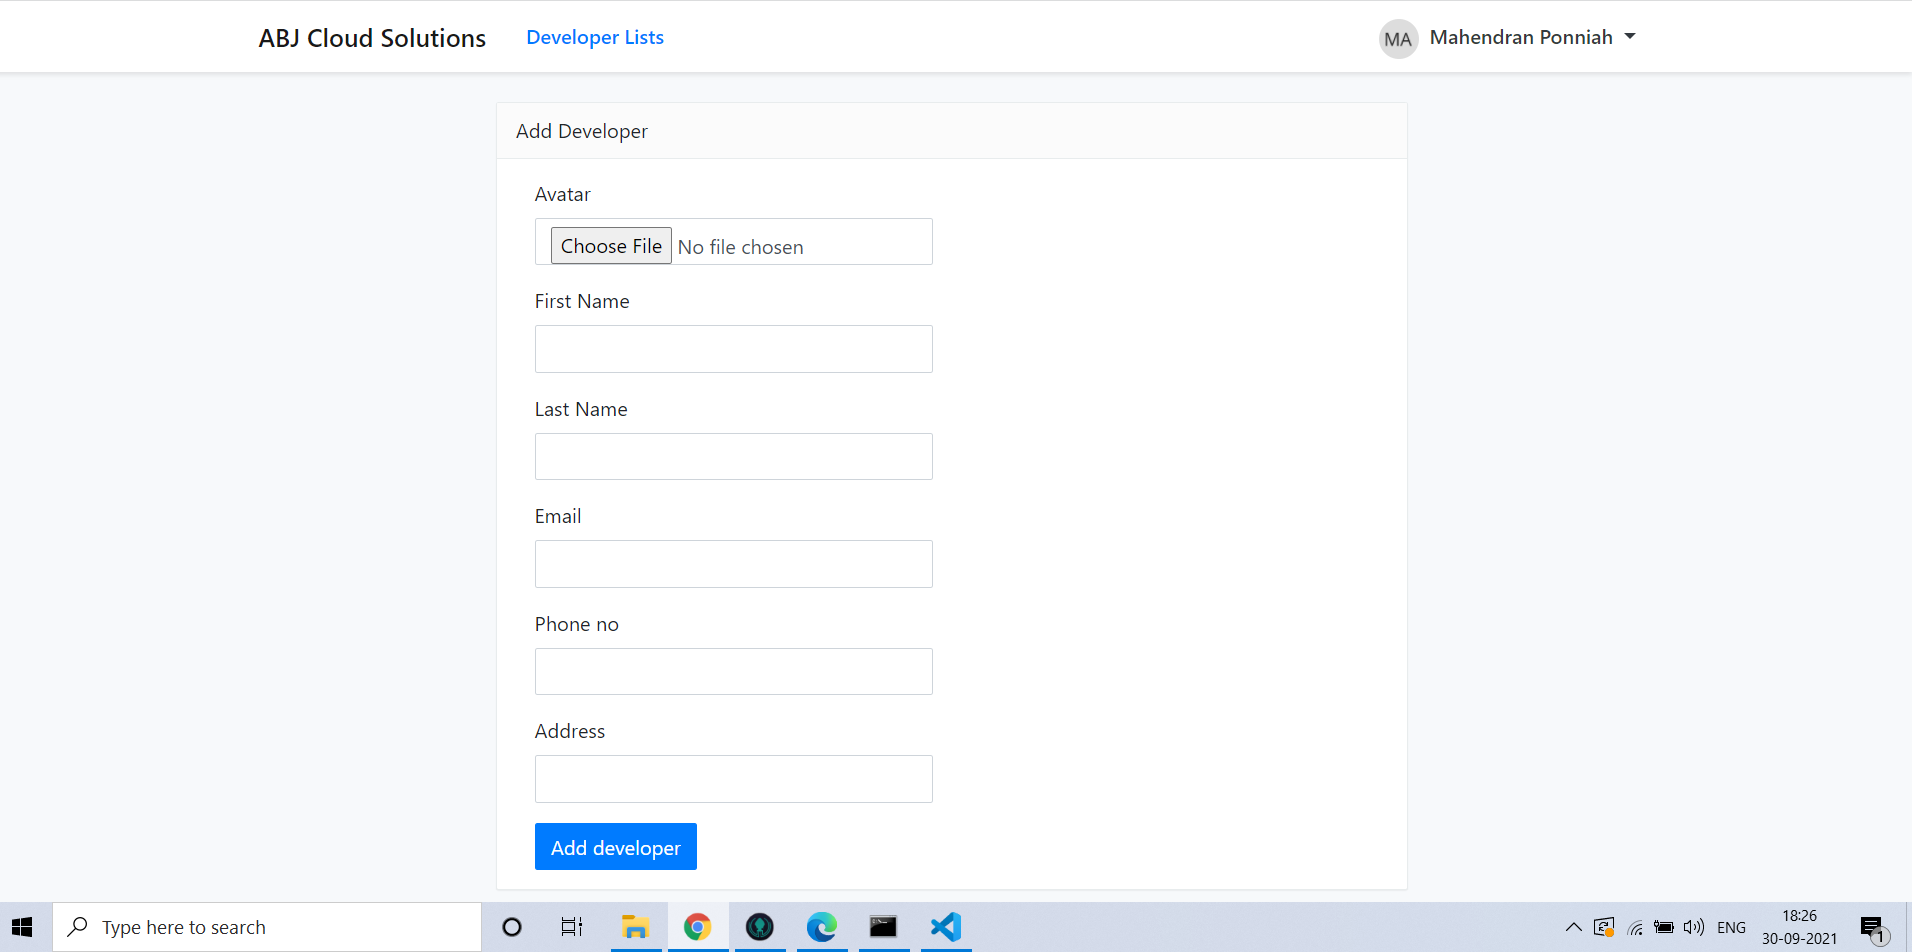 ABJ Cloud Solutions Developer Lists MA Mahendran Ponniah
Add Developer
Avatar
Choose File No file chosen
First Name
Last Name
Email
Phone no
Address
Add developer
Type here to search ENG 18:26
30-09-2021 1